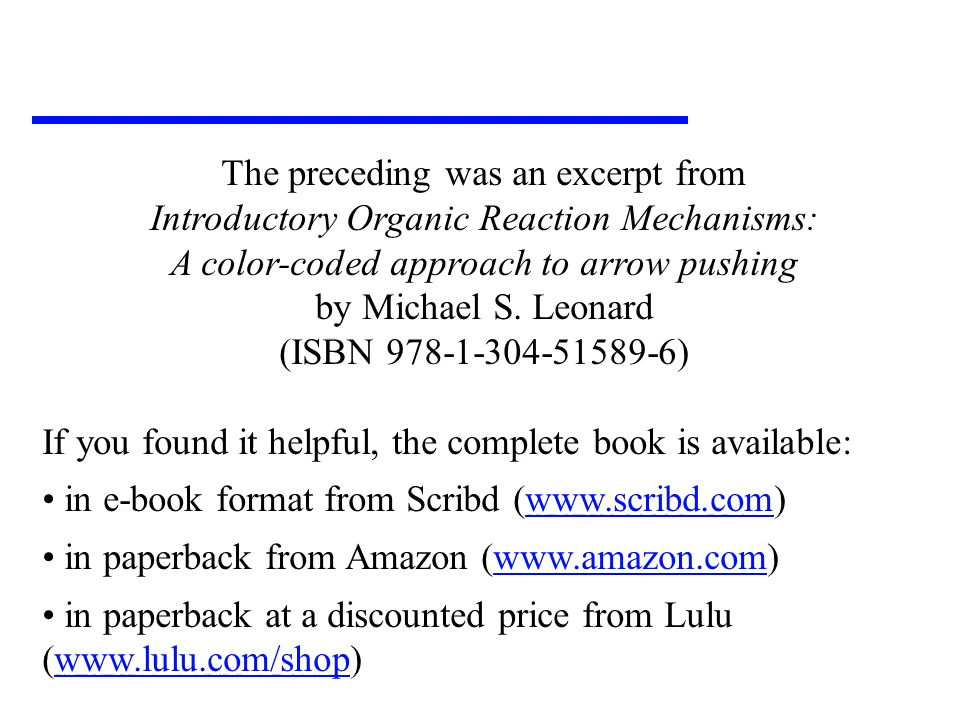 The preceding was an excerpt from
Introductory Organic Reaction Mechanisms:
A color-coded approach to arrow pushing
by Michael S. Leonard
(ISBN 978-1-304-51589-6)
If you found it helpful, the complete book is available:
• in e-book format from Scribd (www.scribd.com)
• in paperback from Amazon (www.amazon.com)
• in paperback at a discounted price from Lulu
(www.lulu.com/shop)